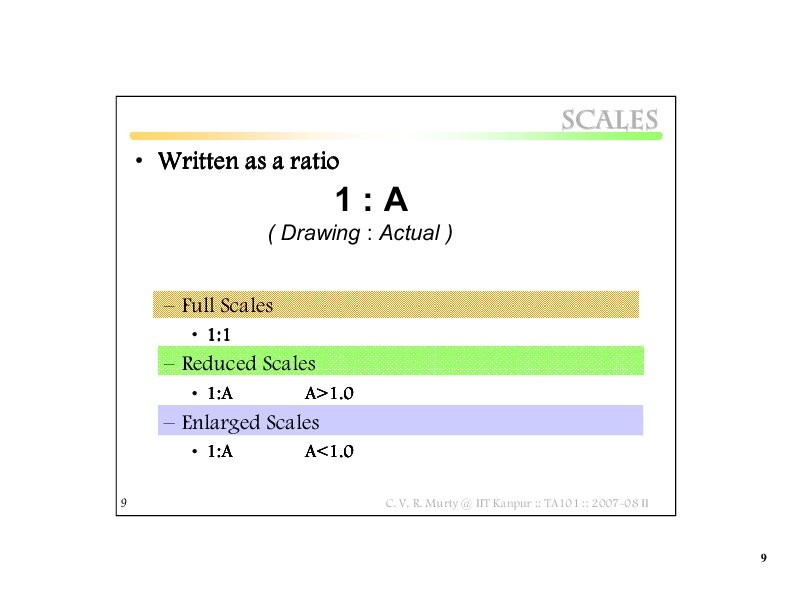 SCALES
• Written as a ratio
1 : A
( Drawing : Actual )
– Full Scales
• 1:1
– Reduced Scales
• 1:A A>1.0
– Enlarged Scales
• 1:A A<1.0
9 C. V. R. Murty @ IIT Kanpur :: TA101 :: 2007-08 II
9